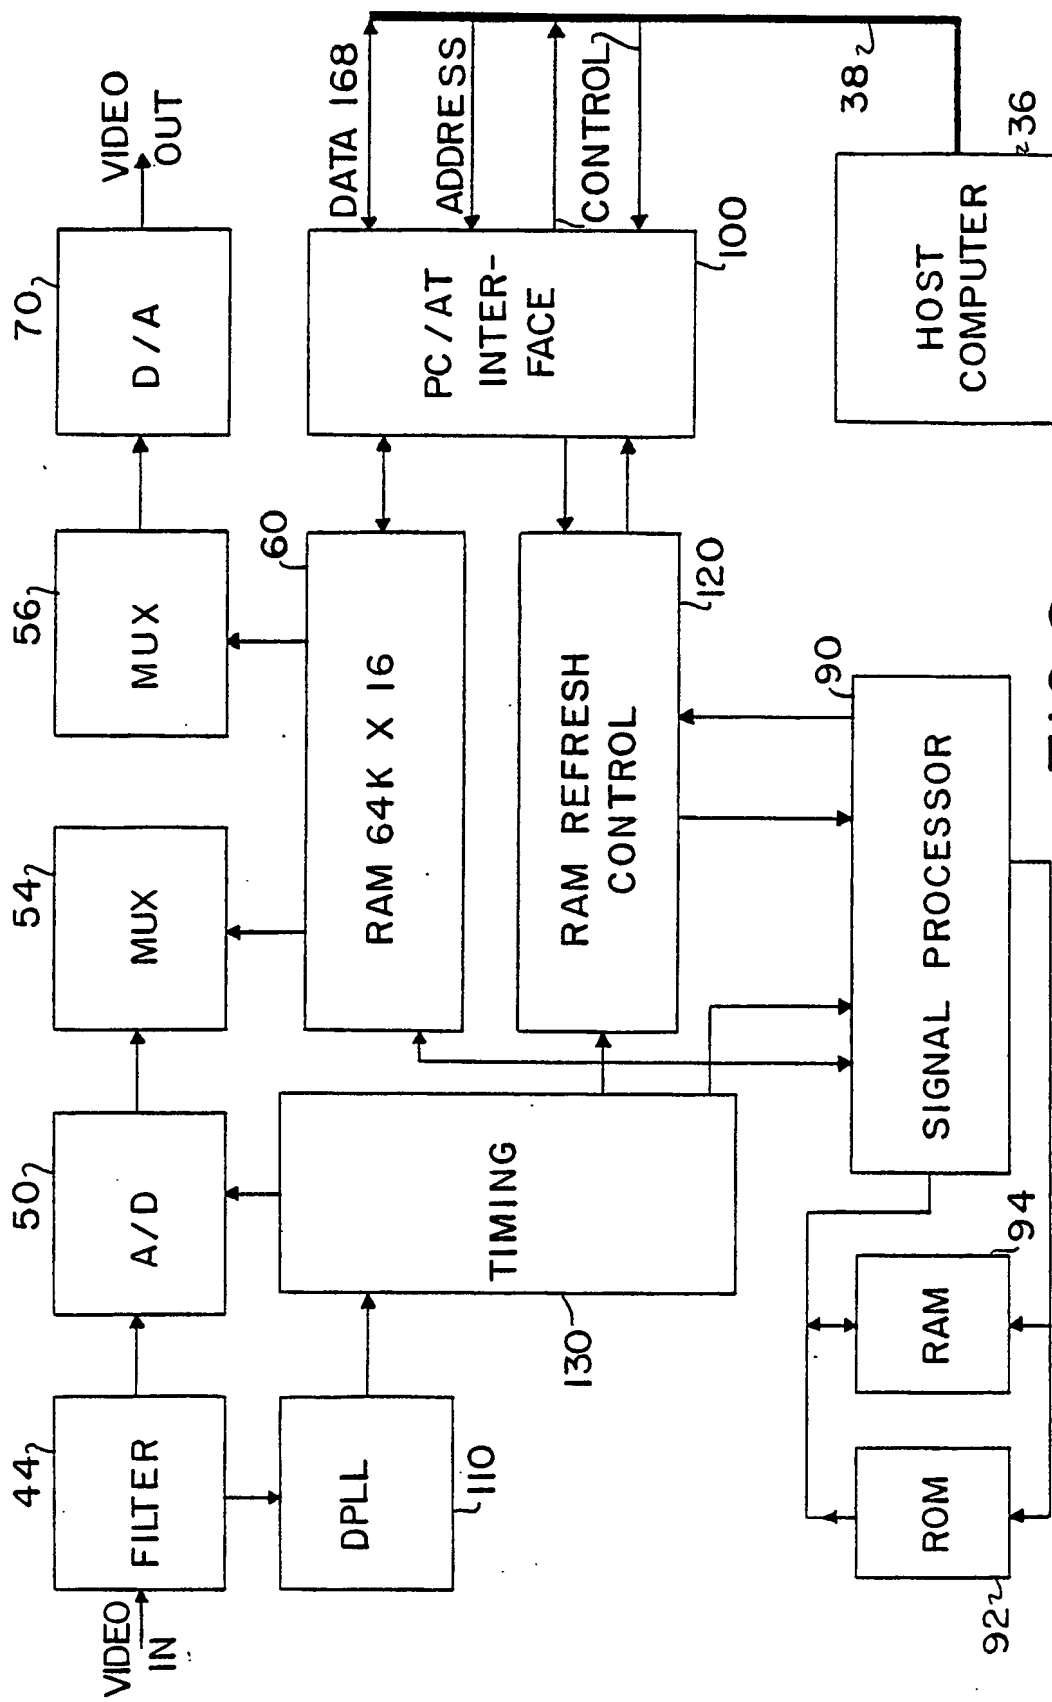 VIDEO
IN
44
FILTER
50
A/D
54
MUX
56
MUX
70
D/A
VIDEO
OUT
110
DPLL
130
TIMING
60
RAM 64K X 16
120
RAM REFRESH
CONTROL
100
PC/AT
INTER-
FACE
DATA 168
ADDRESS
CONTROL
38
92
ROM
94
RAM
90
SIGNAL PROCESSOR
36
HOST
COMPUTER